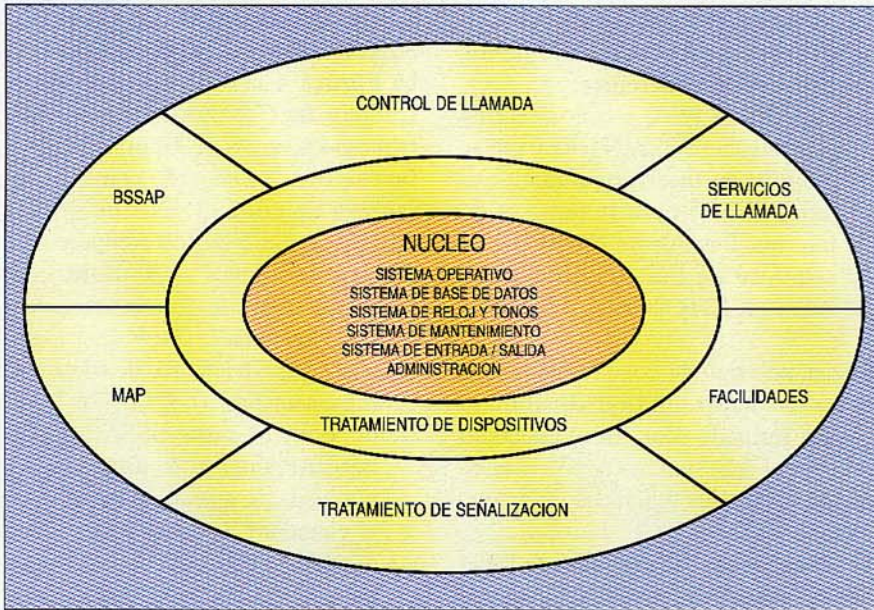 CONTROL DE LLAMADA
BSSAP
SERVICIOS
DE LLAMADA
NUCLEO
SISTEMA OPERATIVO
SISTEMA DE BASE DE DATOS
SISTEMA DE RELOJ Y TONOS
SISTEMA DE MANTENIMIENTO
SISTEMA DE ENTRADA / SALIDA
ADMINISTRACION
MAP
FACILIDADES
TRATAMIENTO DE DISPOSITIVOS
TRATAMIENTO DE SEÑALIZACION